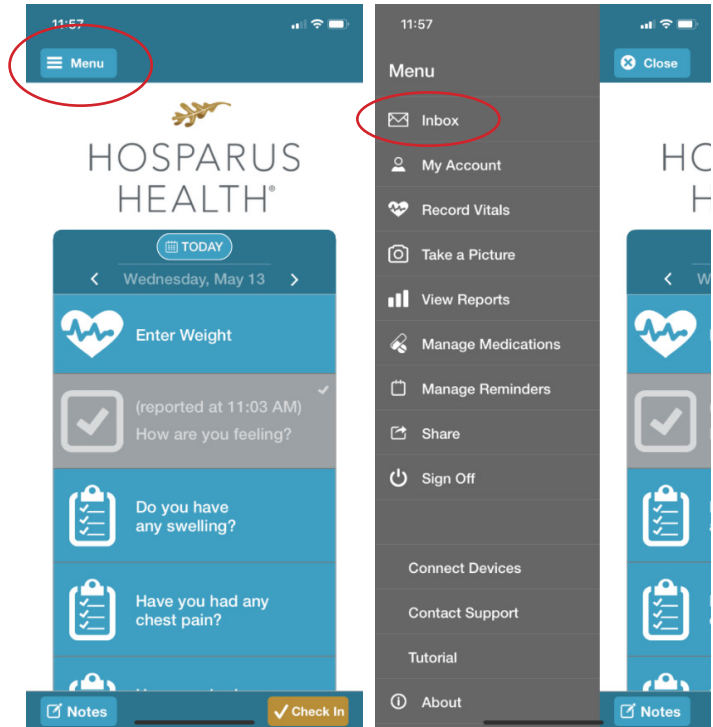 11:57
Menu
HOSPARUS
HEALTH®
TODAY
Wednesday, May 13
Enter Weight
(reported at 11:03 AM)
How are you feeling?
Do you have
any swelling?
Have you had any
chest pain?
Notes
Check In
11:57
Menu
Inbox
My Account
Record Vitals
Take a Picture
View Reports
Manage Medications
Manage Reminders
Share
Sign Off
Connect Devices
Contact Support
Tutorial
About
Close
HO
H
W
Notes